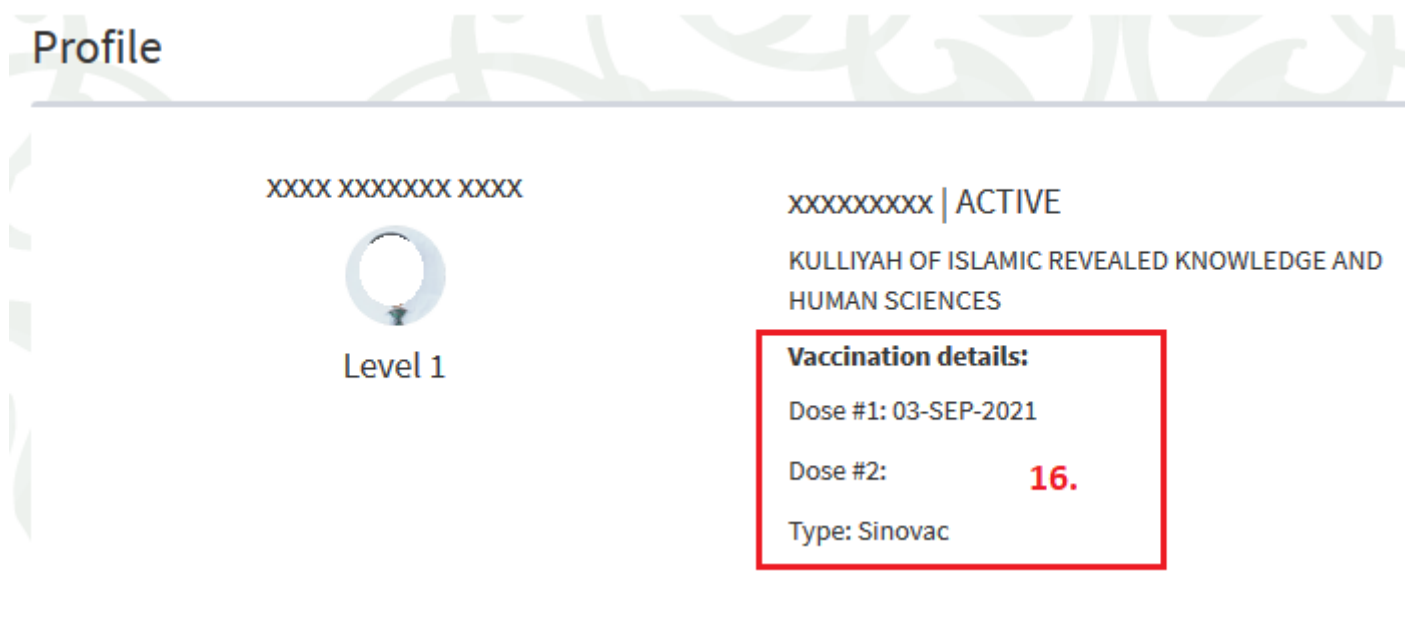 Profile
xxxx xxxxxxx xxxx
Level 1
xxxxxxxxx | ACTIVE
KULLIYAH OF ISLAMIC REVEALED KNOWLEDGE AND
HUMAN SCIENCES
Vaccination details:
Dose #1: 03-SEP-2021
Dose #2:
16.
Type: Sinovac